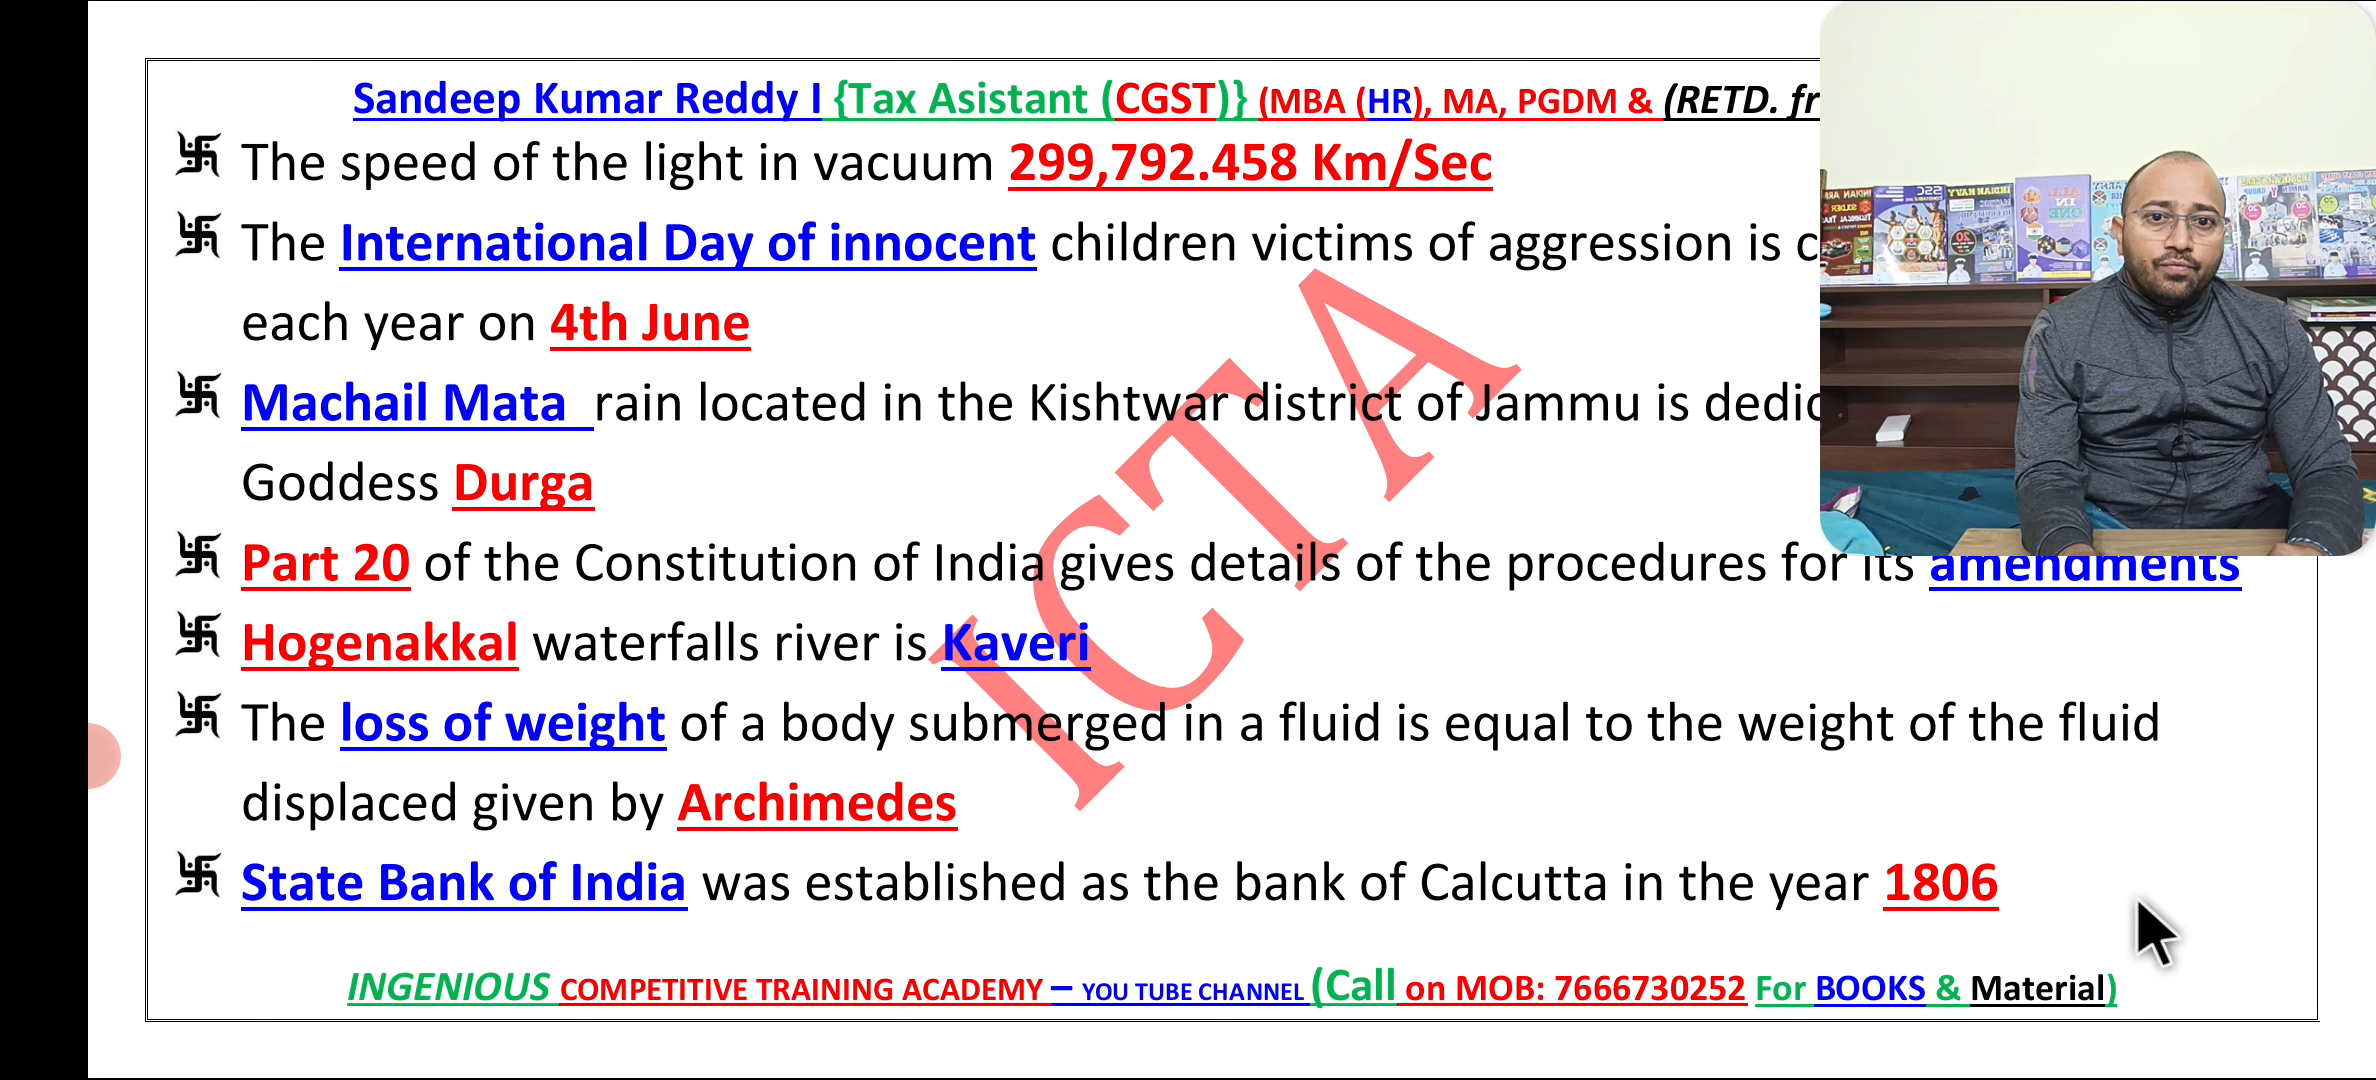 Sandeep Kumar Reddy I {Tax Asistant (CGST)} (MBA (HR), MA, PGDM & (RETD. fr
The speed of the light in vacuum 299,792.458 Km/Sec
The International Day of innocent children victims of aggression is c
each year on 4th June
Machail Mata rain located in the Kishtwar district of Jammu is dedic
Goddess Durga
Part 20 of the Constitution of India gives details of the procedures for its amendments
Hogenakkal waterfalls river is Kaveri
The loss of weight of a body submerged in a fluid is equal to the weight of the fluid
displaced given by Archimedes
State Bank of India was established as the bank of Calcutta in the year 1806
ICTA
INGENIOUS COMPETITIVE TRAINING ACADEMY – YOU TUBE CHANNEL (Call on MOB: 7666730252 For BOOKS & Material)
SSC
INDIAN NAVY
ALL
IN
ONE